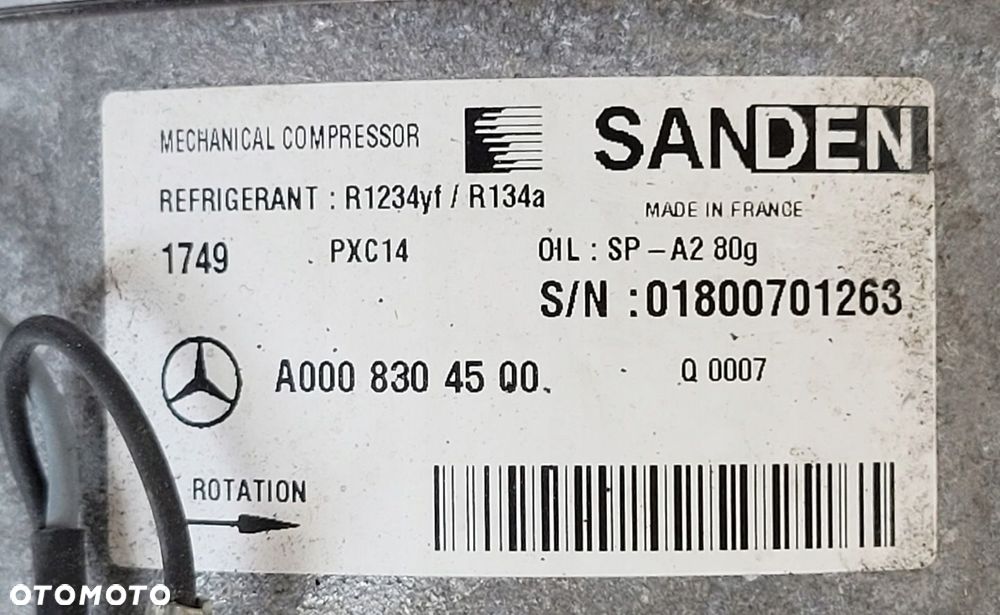 MECHANICAL COMPRESSOR
SANDEN
REFRIGERANT : R1234yf / R134a
MADE IN FRANCE
1749 PXC14 OIL : SP - A2 80g
S/N : 01800701263
A000 830 45 00
Q 0007
ROTATION
OTOMOTO